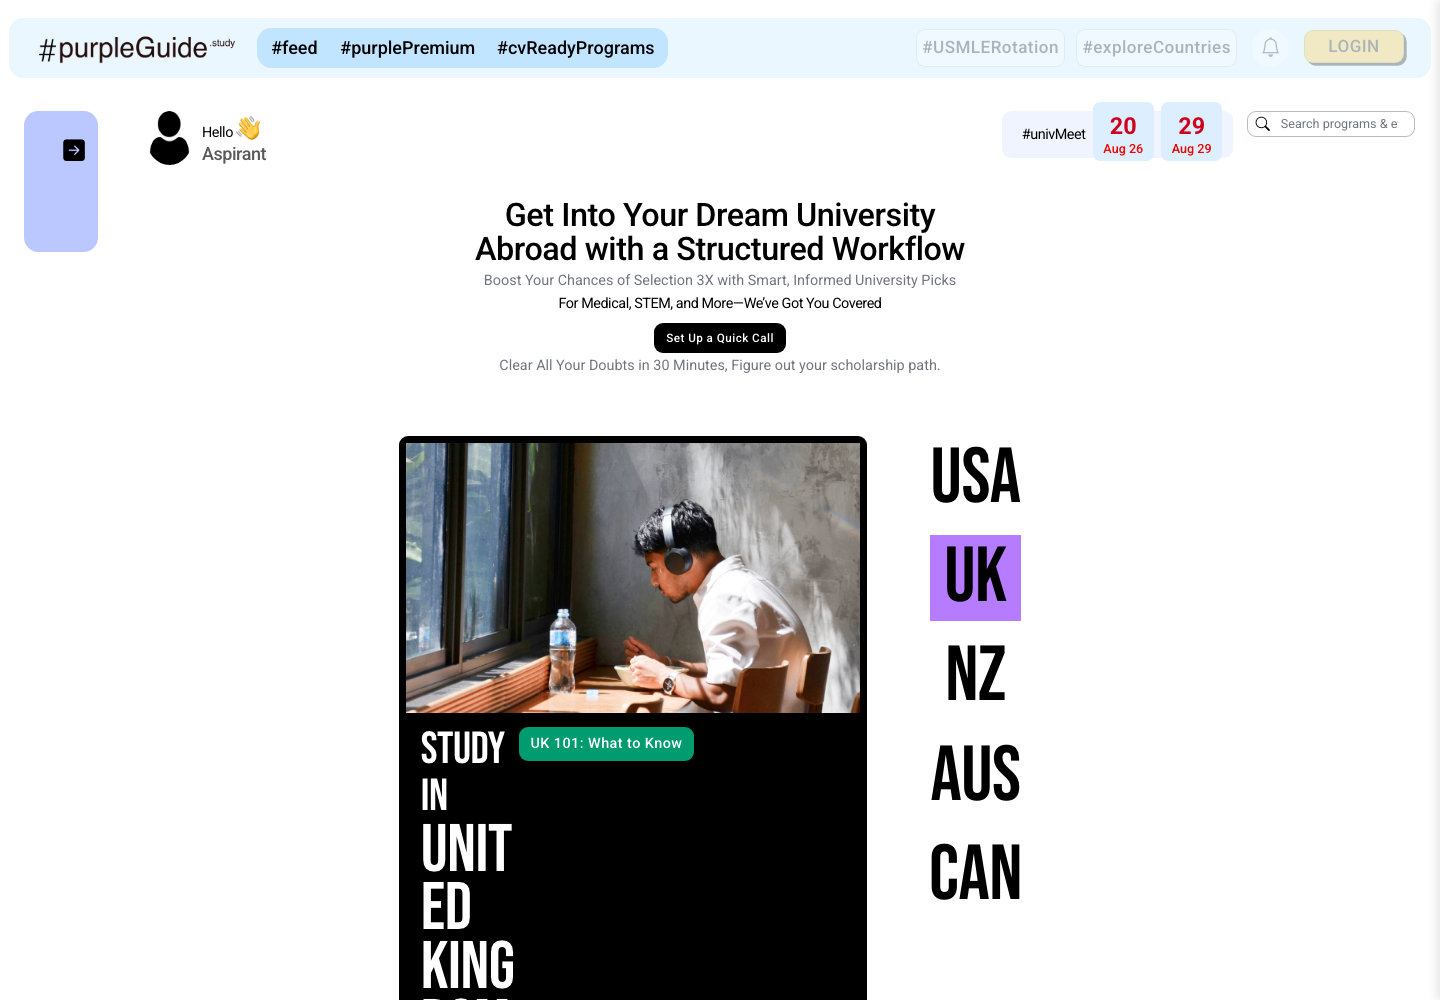 #purpleGuide.study
#feed
#purplePremium
#cvReadyPrograms
#USMLERotation
#exploreCountries
LOGIN
Hello 👋
Aspirant
#univMeet
20
Aug 26
29
Aug 29
Search programs & e
Get Into Your Dream University
Abroad with a Structured Workflow
Boost Your Chances of Selection 3X with Smart, Informed University Picks
For Medical, STEM, and More—We've Got You Covered
Set Up a Quick Call
Clear All Your Doubts in 30 Minutes, Figure out your scholarship path.
STUDY
IN
UNIT
ED
KING
UK 101: What to Know
USA
UK
NZ
AUS
CAN